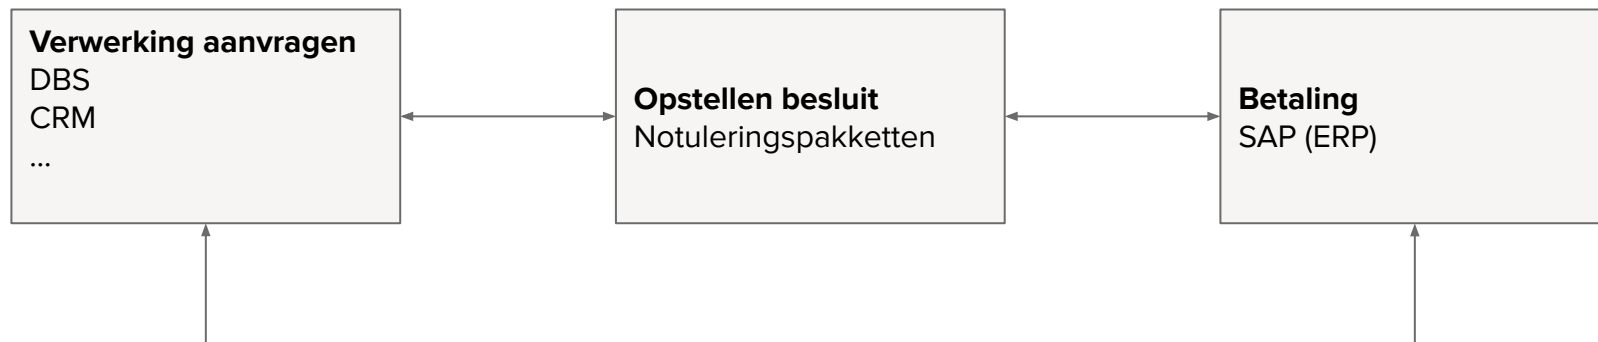 Verwerking aanvragen
DBS
CRM
...
Opstellen besluit
Notuleringspakketten
Betaling
SAP (ERP)